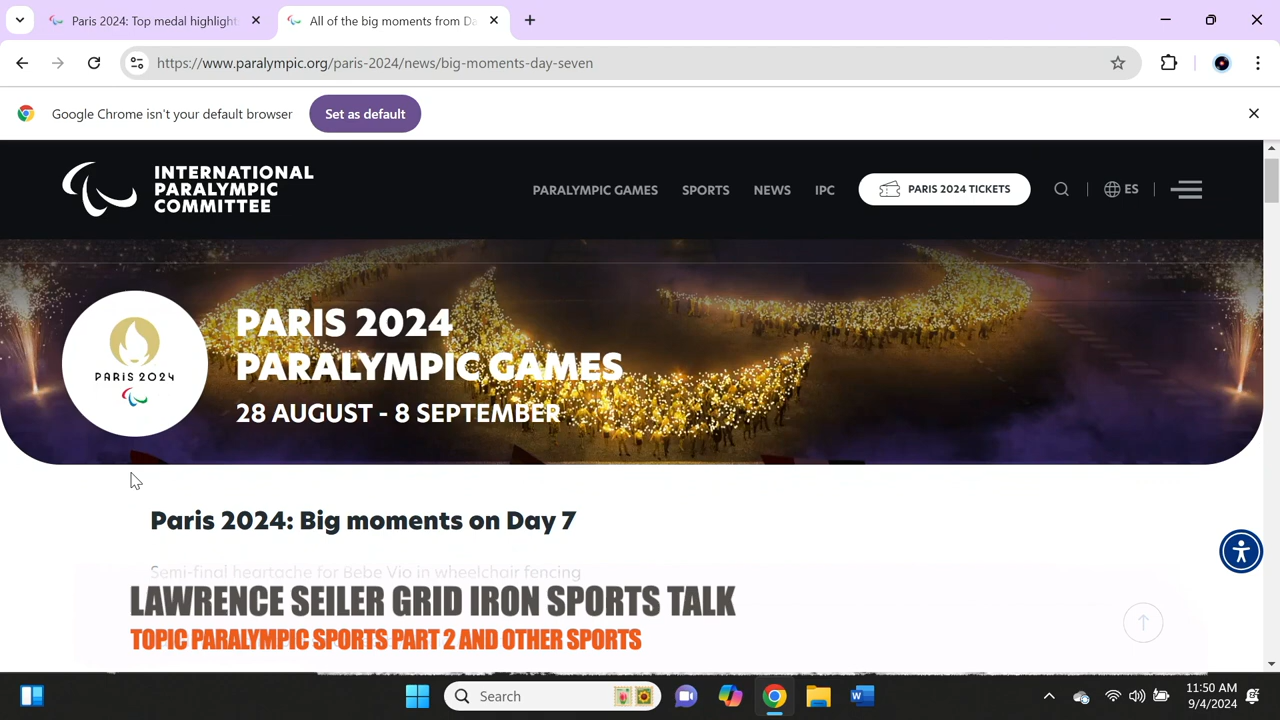 Paris 2024: Top medal highlight
All of the big moments from Da
https://www.paralympic.org/paris-2024/news/big-moments-day-seven
Google Chrome isn't your default browser
Set as default
INTERNATIONAL
PARALYMPIC
COMMITTEE
PARALYMPIC GAMES
SPORTS
NEWS
IPC
PARIS 2024 TICKETS
ES
PARIS 2024
PARIS 2024
PARALYMPIC GAMES
28 AUGUST - 8 SEPTEMBER
Paris 2024: Big moments on Day 7
Semi-final heartache for Bebe Vio in wheelchair fencing
LAWRENCE SEILER GRID IRON SPORTS TALK
TOPIC PARALYMPIC SPORTS PART 2 AND OTHER SPORTS
Search
11:50 AM
9/4/2024